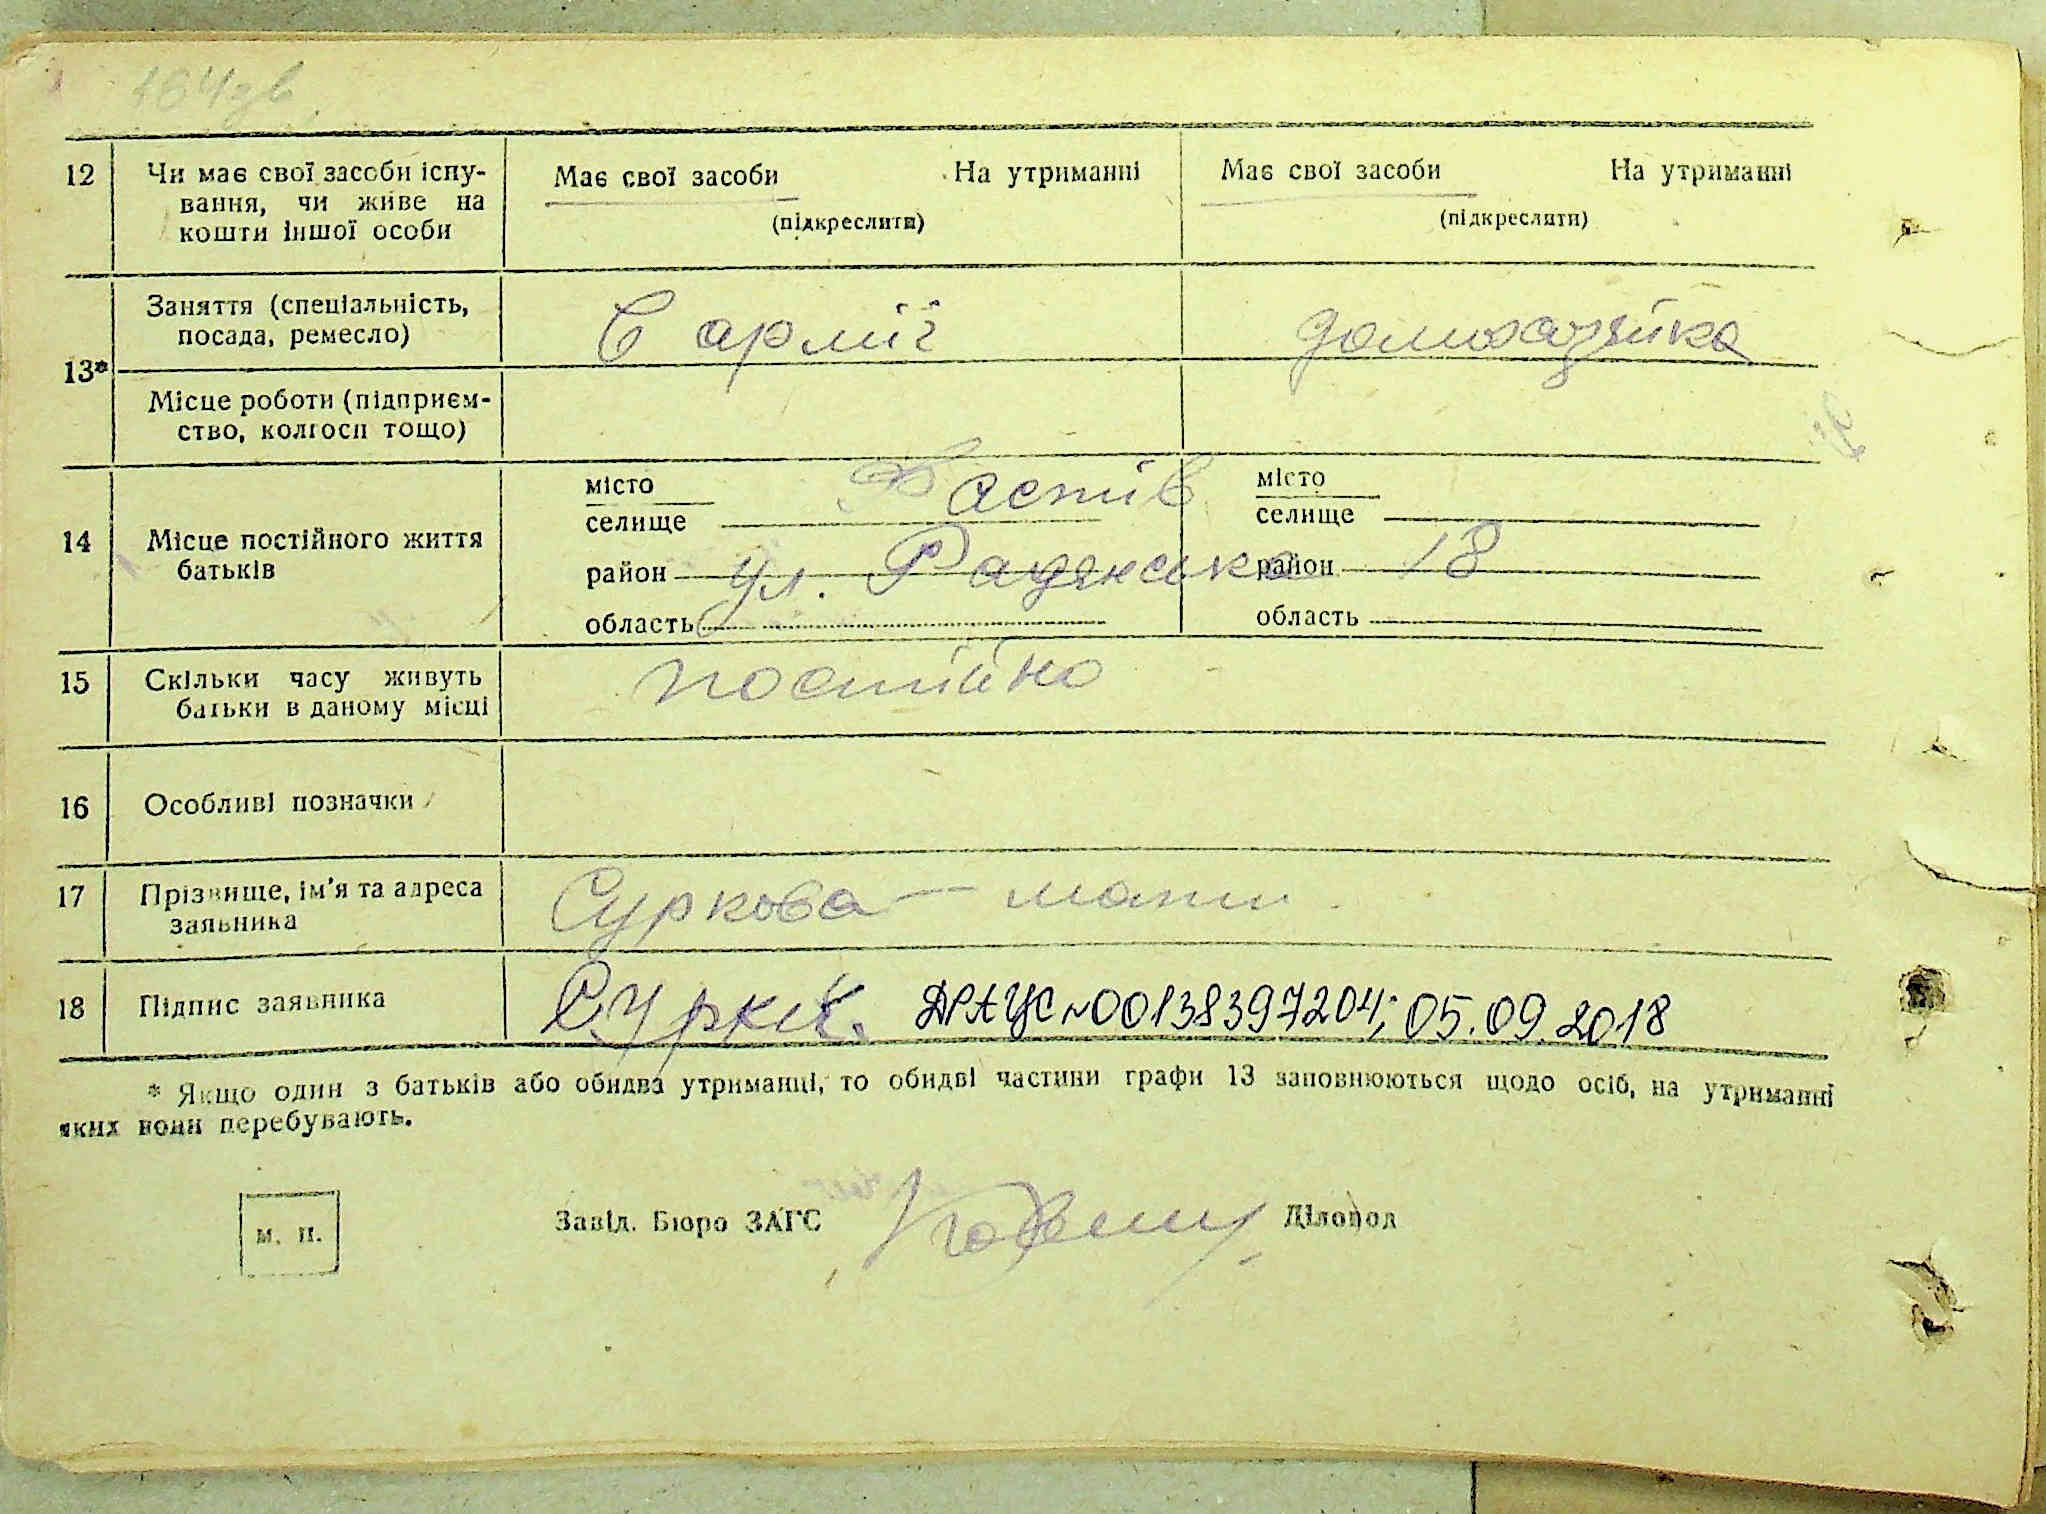 164зв
12 Чи має свої засоби існу-
вання, чи живе на
кошти іншої особи
Має свої засоби На утриманні
(підкреслити)
Має свої засоби На утриманні
(підкреслити)
13*
Заняття (спеціальність,
посада, ремесло)
В армії
домохазяйка
Місце роботи (підприєм-
ство, колгосп тощо)
14 Місце постійного життя
батьків
місто
селище
Фастів
район ул. Радянська 18
область
місто
селище
район
область
15 Скільки часу живуть
батьки в даному місці
постійно
16 Особливі позначки
17 Прізвище, ім'я та адреса
заявника
Суркова — мати.
18 Підпис заявника
ДРАЦС №00138397204; 05.09.2018
* Якщо один з батьків або обидва утриманці, то обидві частини графи 13 заповнюються щодо осіб, на утриманні
яких вони перебувають.
м. п.
Завід. Бюро ЗАГС
Діловод